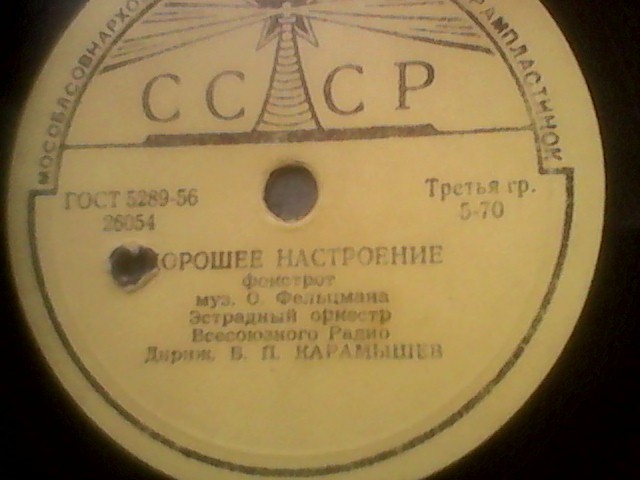 МОСОБЛСОВНАРХО
РАМПЛАСТИНОК
СССР
ГОСТ 5289-56
26054
Третья гр.
5-70
ОРОШЕЕ НАСТРОЕНИЕ
фокстрот
муз. О. Фельцмана
Эстрадный оркестр
Всесоюзного Радио
Дириж. В. П. КАРАМЫШЕВ